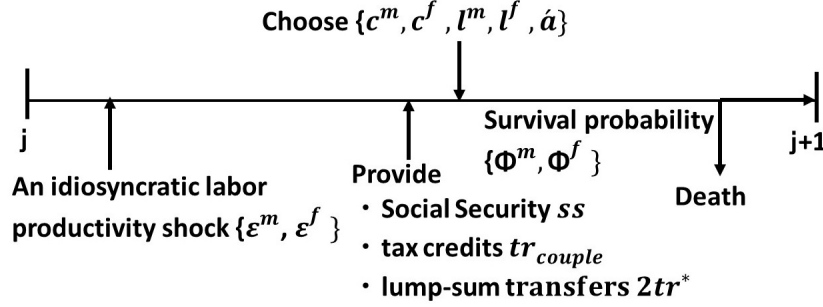 Choose {c^m, c^f, l^m, l^f, á}
j
j+1
An idiosyncratic labor
productivity shock {ε^m, ε^f }
Provide
・ Social Security ss
・ tax credits tr_couple
・ lump-sum transfers 2tr*
Survival probability
{Φ^m, Φ^f }
Death